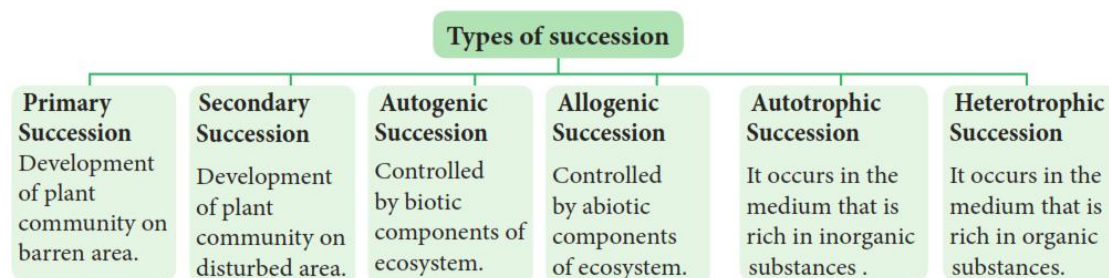 Types of succession
Primary
Succession
Development
of plant
community on
barren area.
Secondary
Succession
Development
of plant
community on
disturbed area.
Autogenic
Succession
Controlled
by biotic
components of
ecosystem.
Allogenic
Succession
Controlled
by abiotic
components
of ecosystem.
Autotrophic
Succession
It occurs in the
medium that is
rich in inorganic
substances .
Heterotrophic
Succession
It occurs in the
medium that is
rich in organic
substances.